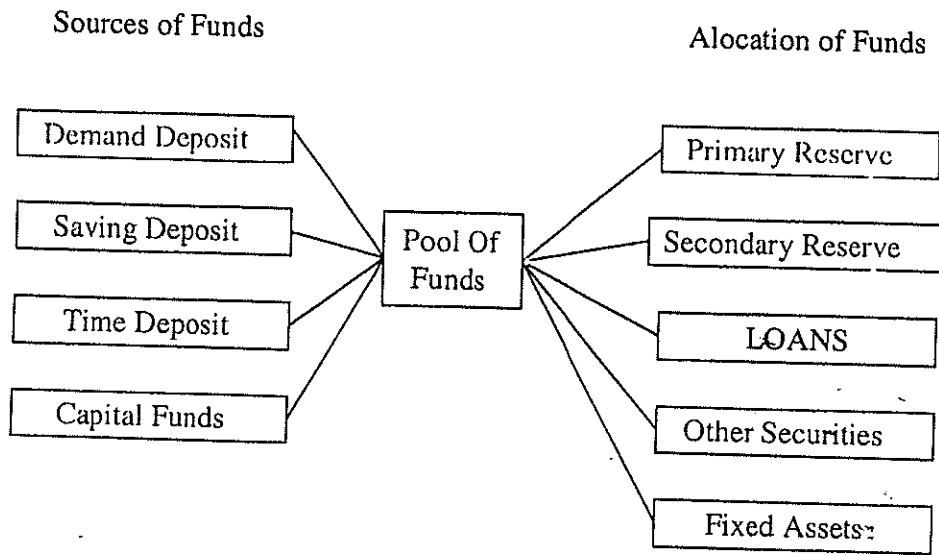 Sources of Funds
Alocation of Funds
Demand Deposit
Saving Deposit
Time Deposit
Capital Funds
Pool Of
Funds
Primary Reserve
Secondary Reserve
LOANS
Other Securities
Fixed Assets